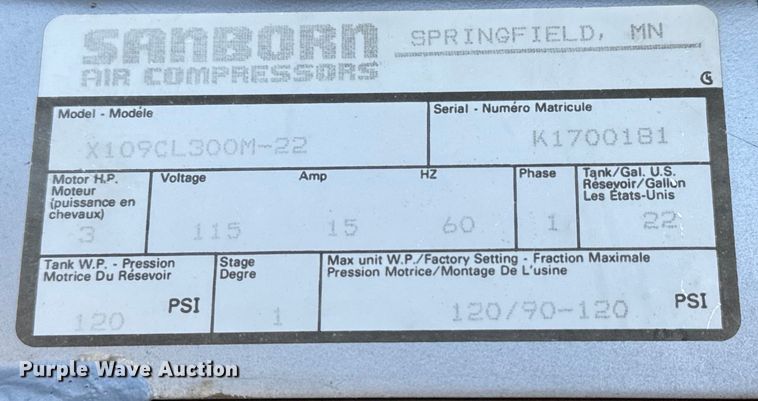 SANBORN
AIR COMPRESSORS
SPRINGFIELD, MN
Model - Modéle
Serial - Numéro Matricule
X109CL300M-22
K1700181
Motor H.P.
Moteur
(puissance en
chevaux)
3
Voltage
115
Amp
15
HZ
60
Phase
1
Tank/Gal. U.S.
Résevoir/Gallon
Les États-Unis
22
Tank W.P. - Pression
Motrice Du Résevoir
120 PSI
Stage
Degre
1
Max unit W.P./Factory Setting - Fraction Maximale
Pression Motrice/Montage De L'usine
120/90-120 PSI
Purple Wave Auction